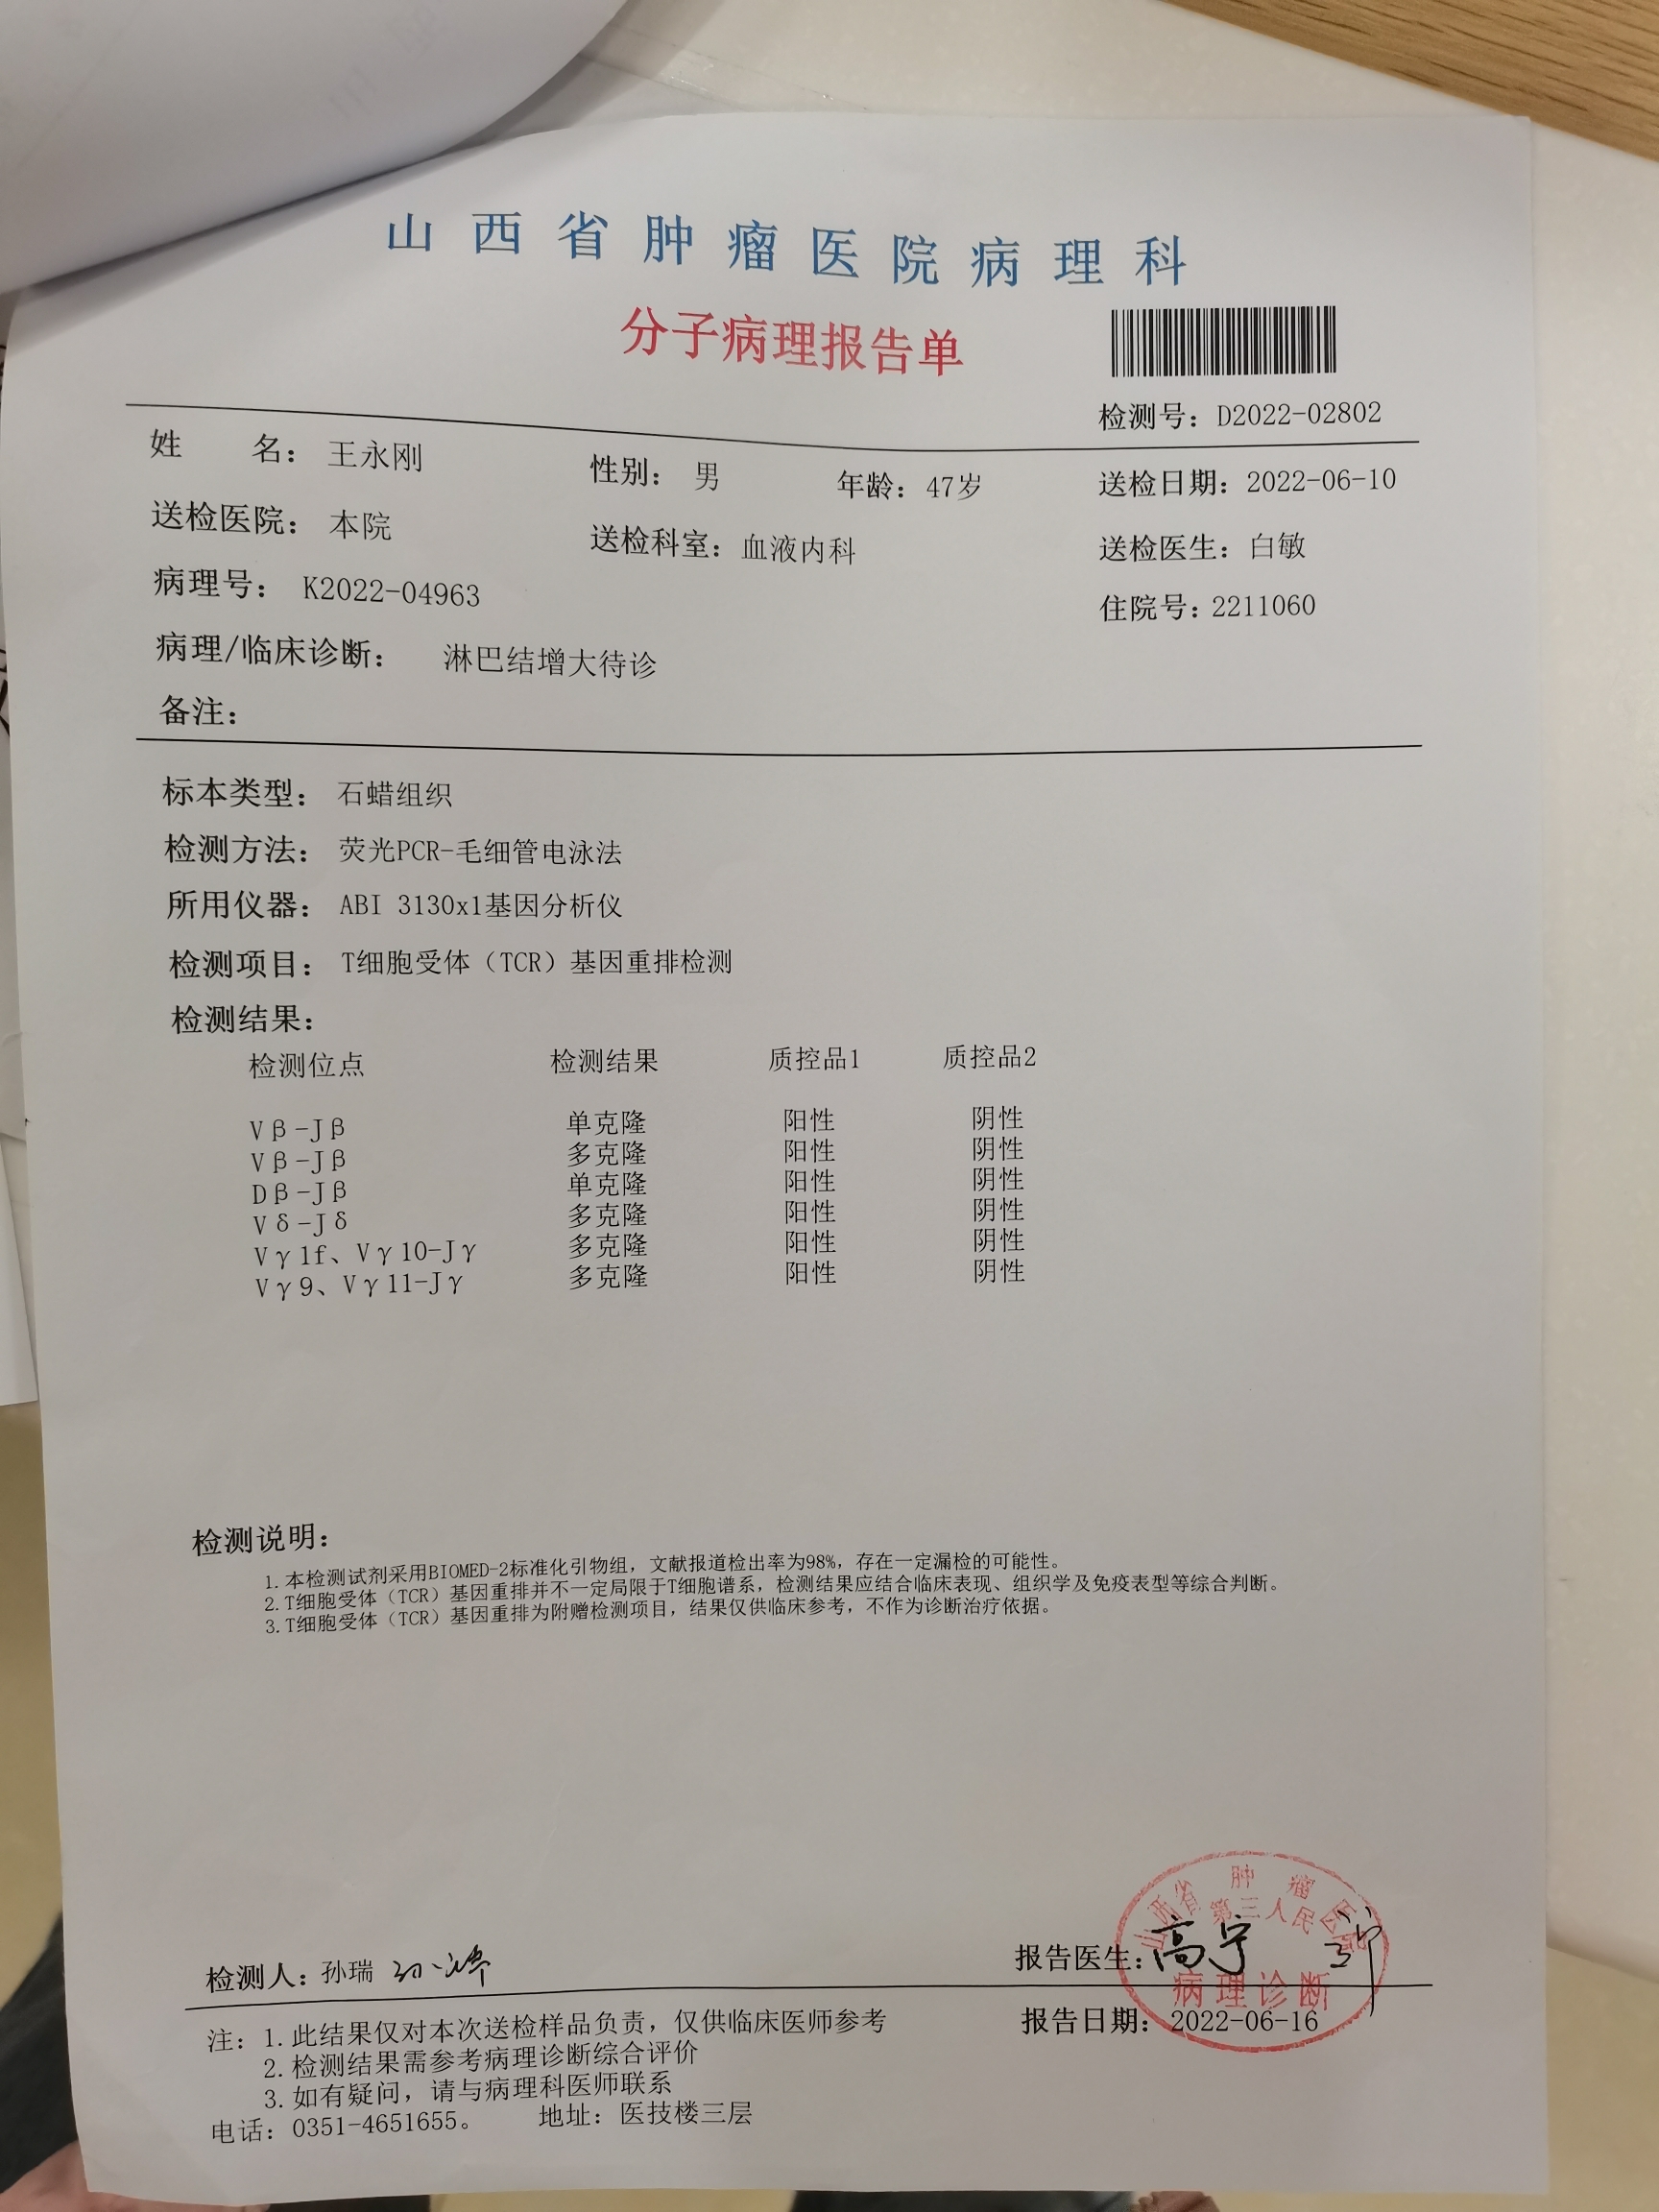 山西省肿瘤医院病理科
分子病理报告单
检测号：D2022-02802
姓 名：王永刚 性别：男 年龄：47岁 送检日期：2022-06-10
送检医院：本院 送检科室：血液内科 送检医生：白敏
病理号：K2022-04963 住院号：2211060
病理/临床诊断：淋巴结增大待诊
备注：
标本类型：石蜡组织
检测方法：荧光PCR-毛细管电泳法
所用仪器：ABI 3130x1基因分析仪
检测项目：T细胞受体（TCR）基因重排检测
检测结果：
检测位点 检测结果 质控品1 质控品2
Vβ-Jβ 单克隆 阳性 阴性
Vβ-Jβ 多克隆 阳性 阴性
Dβ-Jβ 单克隆 阳性 阴性
Vδ-Jδ 多克隆 阳性 阴性
Vγ1f、Vγ10-Jγ 多克隆 阳性 阴性
Vγ9、Vγ11-Jγ 多克隆 阳性 阴性
检测说明：
1.本检测试剂采用BIOMED-2标准化引物组，文献报道检出率为98%，存在一定漏检的可能性。
2.T细胞受体（TCR）基因重排并不一定局限于T细胞谱系，检测结果应结合临床表现、组织学及免疫表型等综合判断。
3.T细胞受体（TCR）基因重排为附赠检测项目，结果仅供临床参考，不作为诊断治疗依据。
山西省肿瘤医院
第三人民
病理诊断
检测人：孙瑞 报告医生：高宁
注：1.此结果仅对本次送检样品负责，仅供临床医师参考 报告日期：2022-06-16
2.检测结果需参考病理诊断综合评价
3.如有疑问，请与病理科医师联系
电话：0351-4651655。 地址：医技楼三层